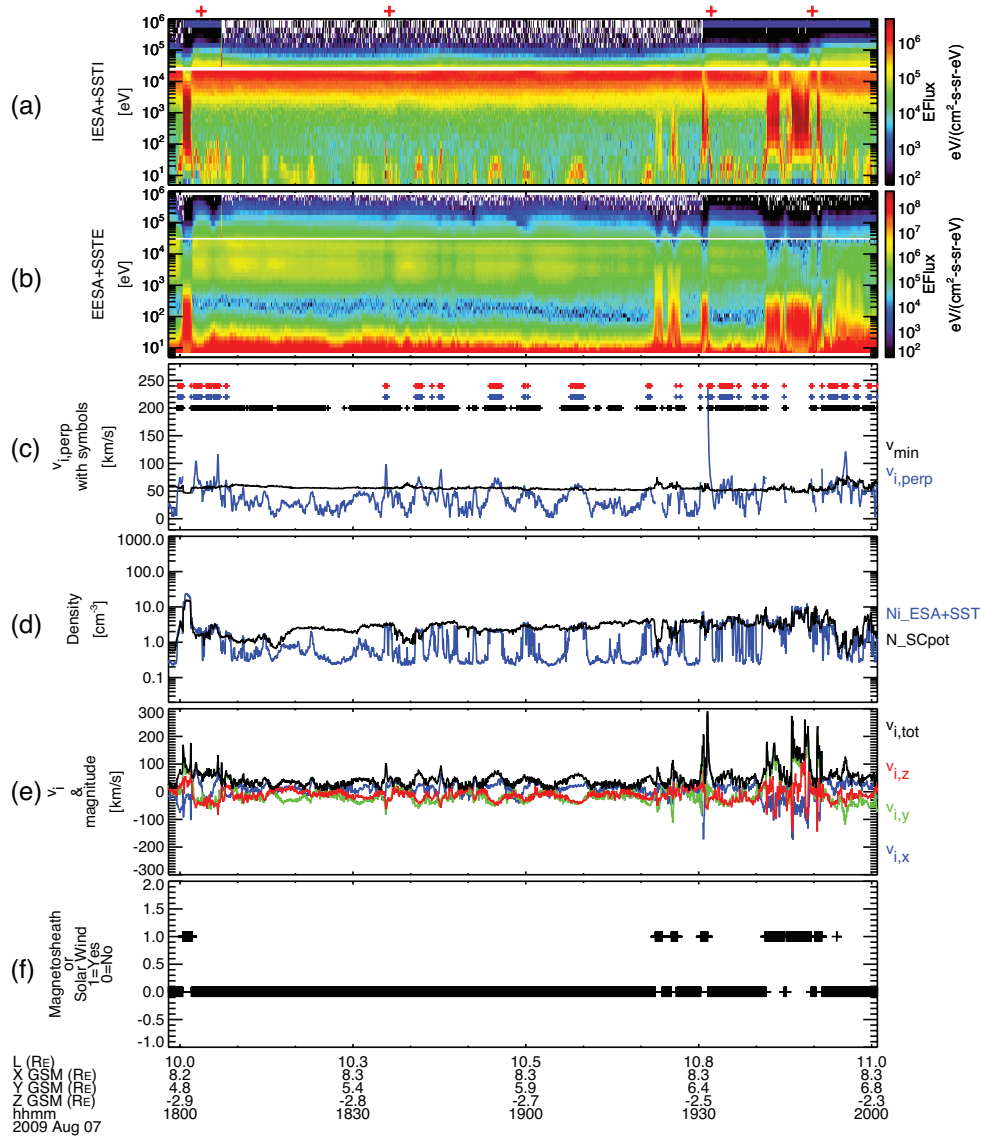 (a)
IESA+SSTI
[eV]
10^6
10^5
10^4
10^3
10^2
10^1
10^6
10^5
10^4
10^3
10^2
EFlux
eV/(cm²-s-sr-eV)
(b)
EESA+SSTE
[eV]
10^6
10^5
10^4
10^3
10^2
10^1
10^8
10^7
10^6
10^5
10^4
10^3
10^2
EFlux
eV/(cm²-s-sr-eV)
(c)
v_i,perp
with symbols
[km/s]
250
200
150
100
50
0
v_min
v_i,perp
(d)
Density
[cm⁻³]
1000.0
100.0
10.0
1.0
0.1
Ni_ESA+SST
N_SCpot
(e)
v_i
&
magnitude
[km/s]
300
200
100
0
-100
-200
-300
v_i,tot
v_i,z
v_i,y
v_i,x
(f)
Magnetosheath
or
Solar Wind
1=Yes
0=No
2.0
1.5
1.0
0.5
0.0
-0.5
-1.0
L (RE) 10.0 10.3 10.5 10.8 11.0
X GSM (RE) 8.2 8.3 8.3 8.3 8.3
Y GSM (RE) 4.8 5.4 5.9 6.4 6.8
Z GSM (RE) -2.9 -2.8 -2.7 -2.5 -2.3
hhmm 1800 1830 1900 1930 2000
2009 Aug 07